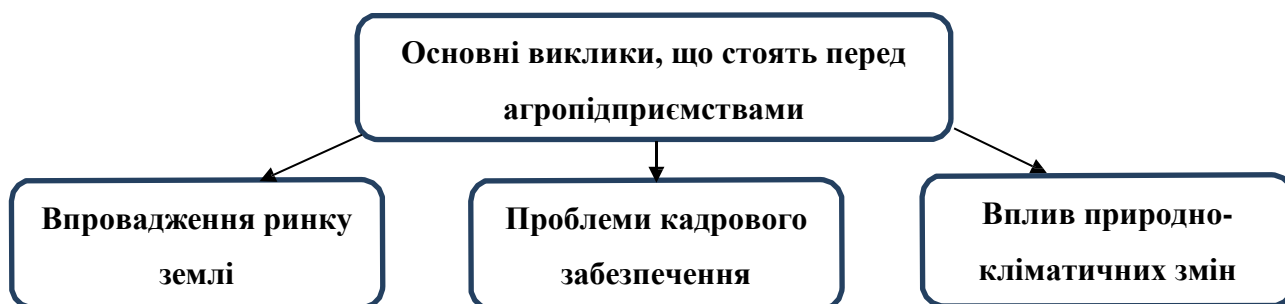 Основні виклики, що стоять перед
агропідприємствами
Впровадження ринку
землі
Проблеми кадрового
забезпечення
Вплив природно-
кліматичних змін